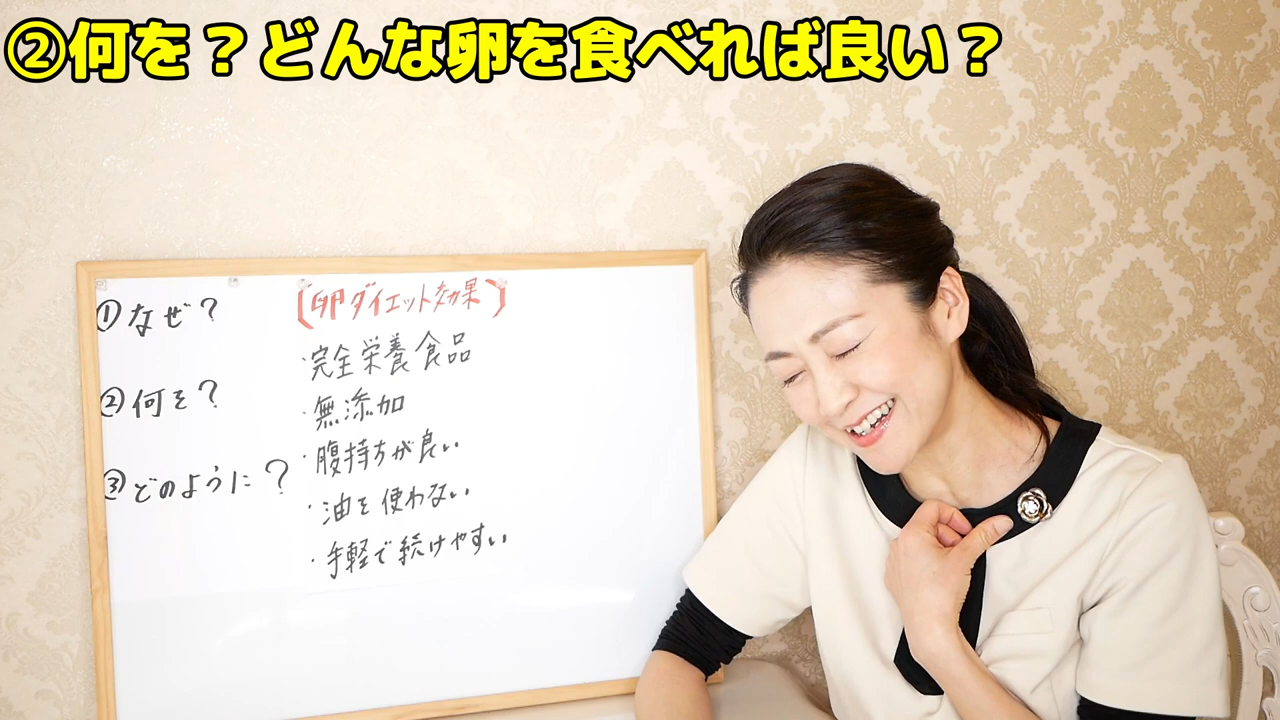 ②何を？どんな卵を食べれば良い？
①なぜ？
②何を？
③どのように？
【卵ダイエット効果】
・完全栄養食品
・無添加
・腹持ちが良い
・油を使わない
・手軽で続けやすい